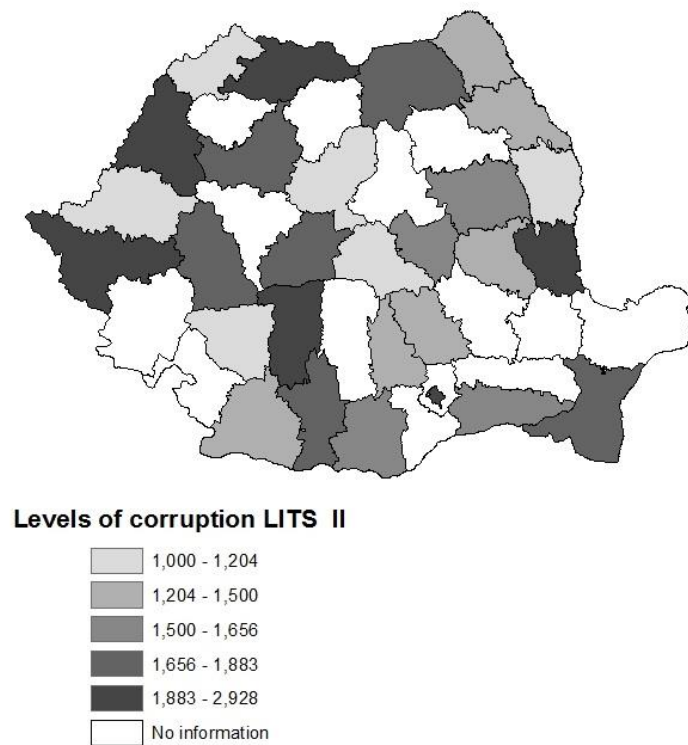 Levels of corruption LITS  II
1,000 - 1,204
1,204 - 1,500
1,500 - 1,656
1,656 - 1,883
1,883 - 2,928
No information